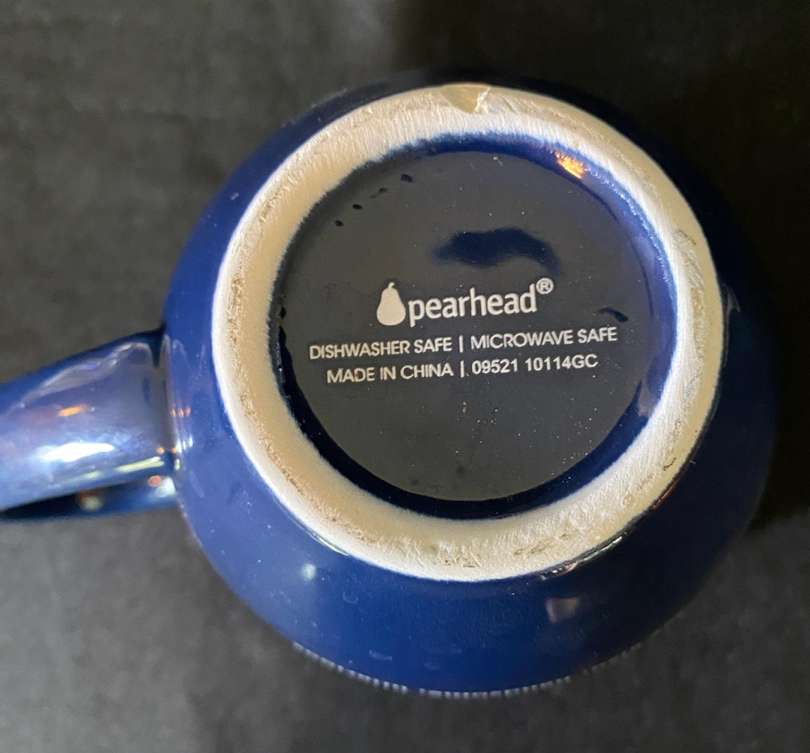 pearhead®
DISHWASHER SAFE | MICROWAVE SAFE
MADE IN CHINA | 09521 10114GC